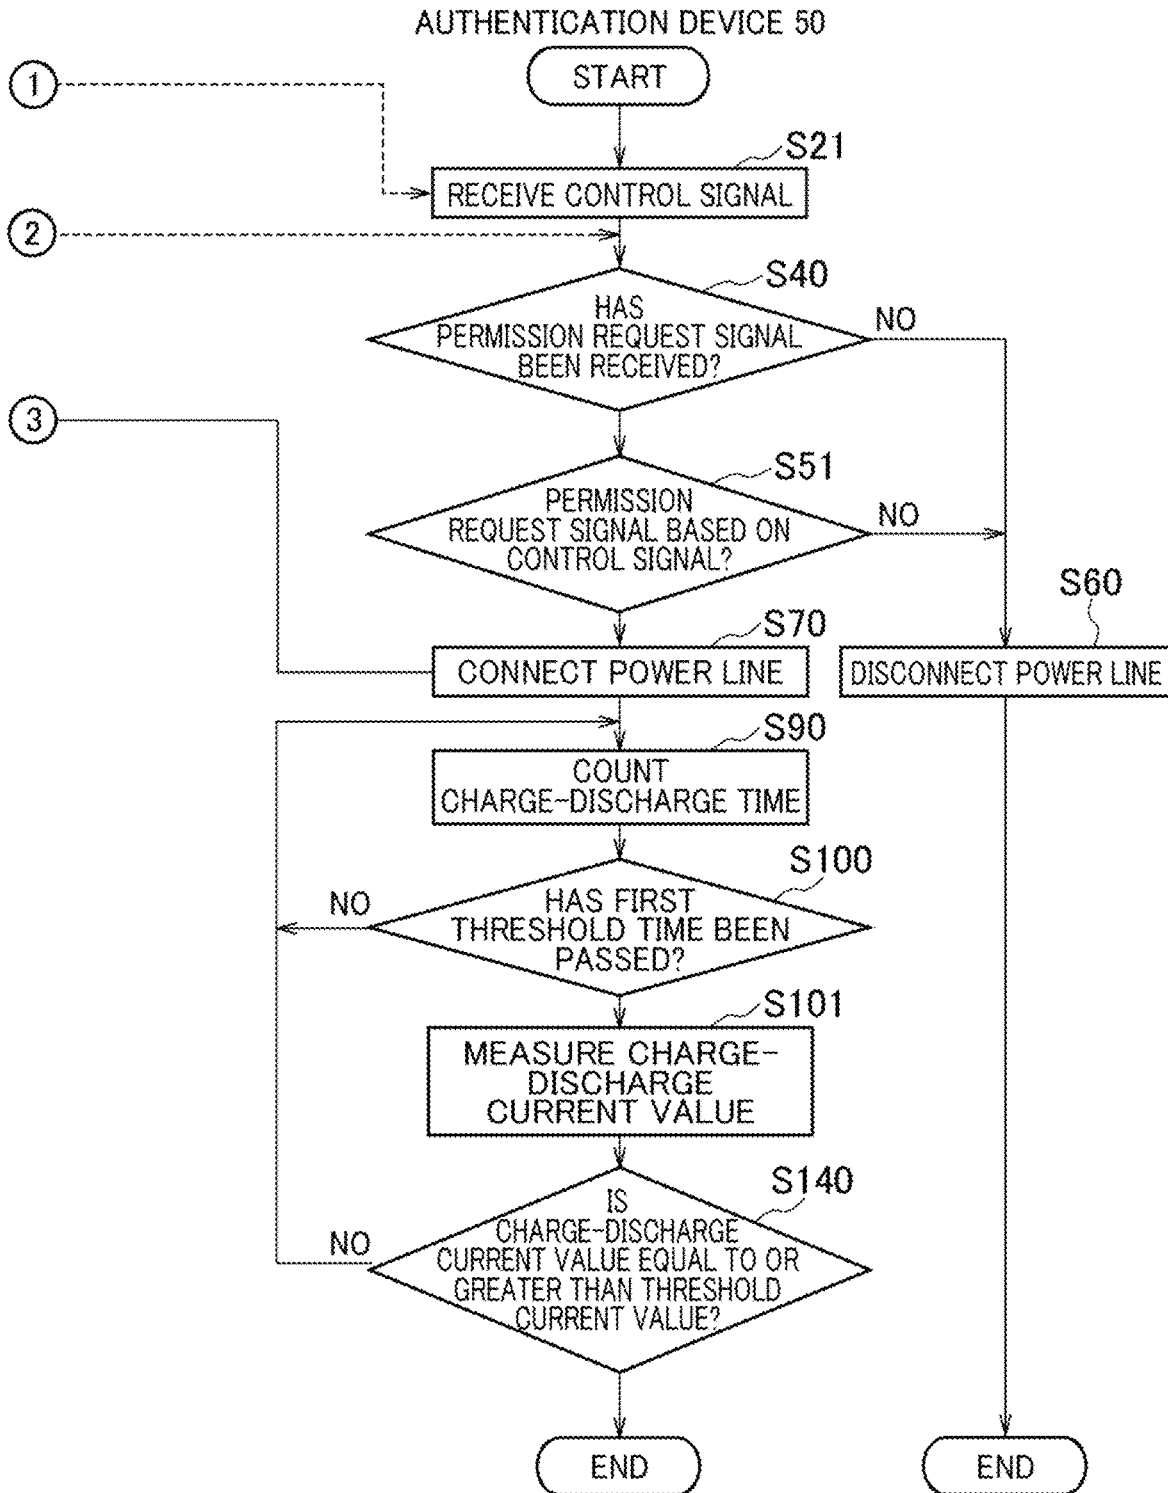 AUTHENTICATION DEVICE 50
START
1
S21
RECEIVE CONTROL SIGNAL
2
S40
HAS
PERMISSION REQUEST SIGNAL
BEEN RECEIVED?
NO
3
S51
PERMISSION
REQUEST SIGNAL BASED ON
CONTROL SIGNAL?
NO
S70
CONNECT POWER LINE
S60
DISCONNECT POWER LINE
S90
COUNT
CHARGE-DISCHARGE TIME
S100
HAS FIRST
THRESHOLD TIME BEEN
PASSED?
NO
S101
MEASURE CHARGE-
DISCHARGE
CURRENT VALUE
S140
IS
CHARGE-DISCHARGE
CURRENT VALUE EQUAL TO OR
GREATER THAN THRESHOLD
CURRENT VALUE?
NO
END
END